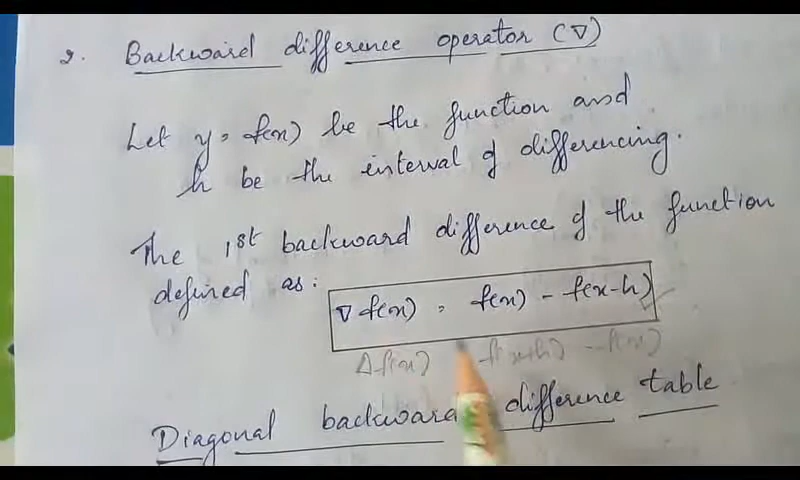 2. Backward difference operator (∇)
Let y = f(x) be the function and
h be the interval of differencing.
The 1st backward difference of the function
defined as:
∇ f(x) = f(x) - f(x-h)
Δ f(x) f(x+h) - f(x)
Diagonal backward difference table